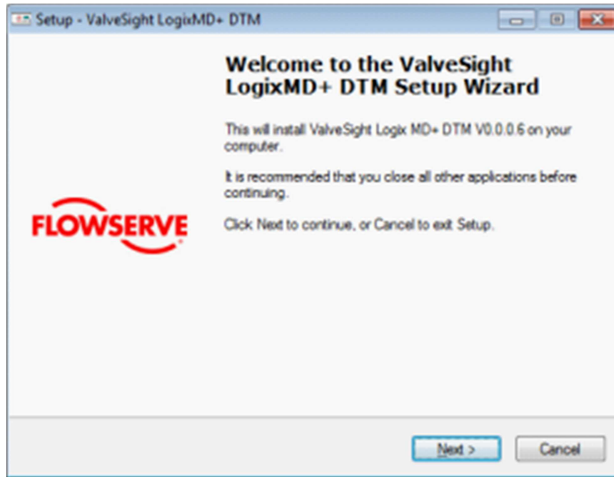 Setup - ValveSight LogixMD+ DTM
Welcome to the ValveSight
LogixMD+ DTM Setup Wizard
This will install ValveSight Logix MD+ DTM V0.0.0.6 on your
computer.
It is recommended that you close all other applications before
continuing.
Click Next to continue, or Cancel to exit Setup.
FLOWSERVE
Next >
Cancel